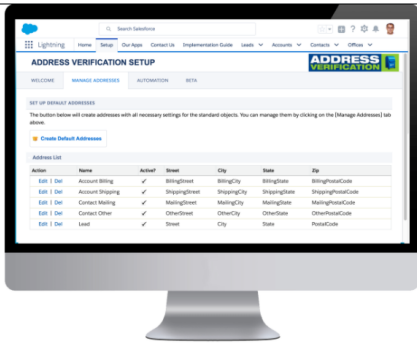 Search Salesforce
Lightning Home Setup Our Apps Contact Us Implementation Guide Leads Accounts Contacts Offices
ADDRESS VERIFICATION SETUP
ADDRESS
VERIFICATION
WELCOME MANAGE ADDRESSES AUTOMATION BETA
SET UP DEFAULT ADDRESSES
The button below will create addresses with all necessary settings for the standard objects. You can manage them by clicking on the [Manage Addresses] tab
above.
Create Default Addresses
Address List
Action Name Active? Street City State Zip
Edit | Del Account Billing ✓ BillingStreet BillingCity BillingState BillingPostalCode
Edit | Del Account Shipping ✓ ShippingStreet ShippingCity ShippingState ShippingPostalCode
Edit | Del Contact Mailing ✓ MailingStreet MailingCity MailingState MailingPostalCode
Edit | Del Contact Other ✓ OtherStreet OtherCity OtherState OtherPostalCode
Edit | Del Lead ✓ Street City State PostalCode